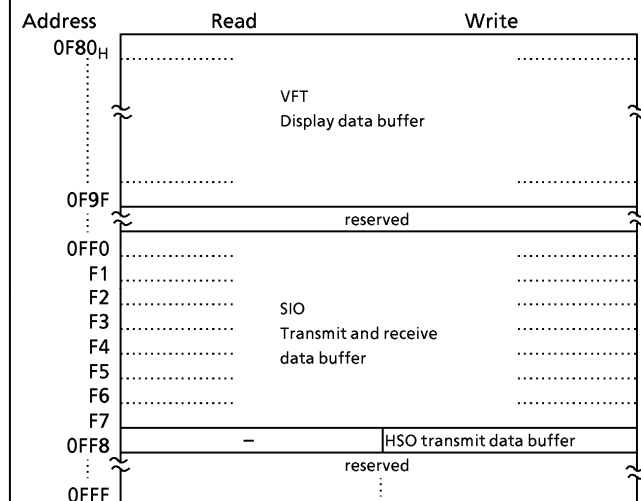 Address Read Write
0F80H
VFT
Display data buffer
0F9F
reserved
0FF0
F1
F2
SIO
F3
Transmit and receive
F4
data buffer
F5
F6
F7
0FF8 – HSO transmit data buffer
reserved
0FFF